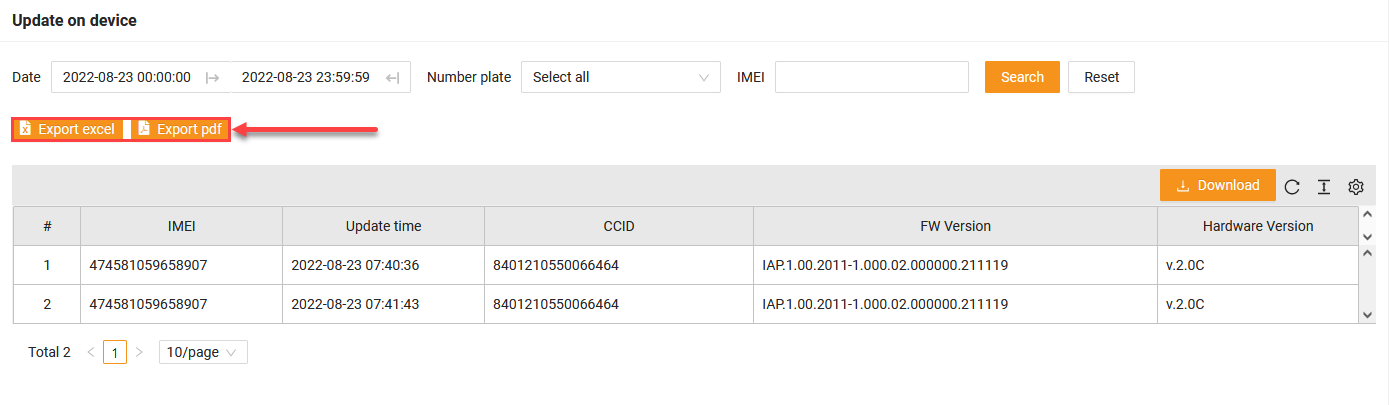 Update on device
Date 2022-08-23 00:00:00 2022-08-23 23:59:59 Number plate Select all IMEI Search Reset
Export excel Export pdf
Download
# IMEI Update time CCID FW Version Hardware Version
1 474581059658907 2022-08-23 07:40:36 8401210550066464 IAP.1.00.2011-1.000.02.000000.211119 v.2.0C
2 474581059658907 2022-08-23 07:41:43 8401210550066464 IAP.1.00.2011-1.000.02.000000.211119 v.2.0C
Total 2 < 1 > 10/page